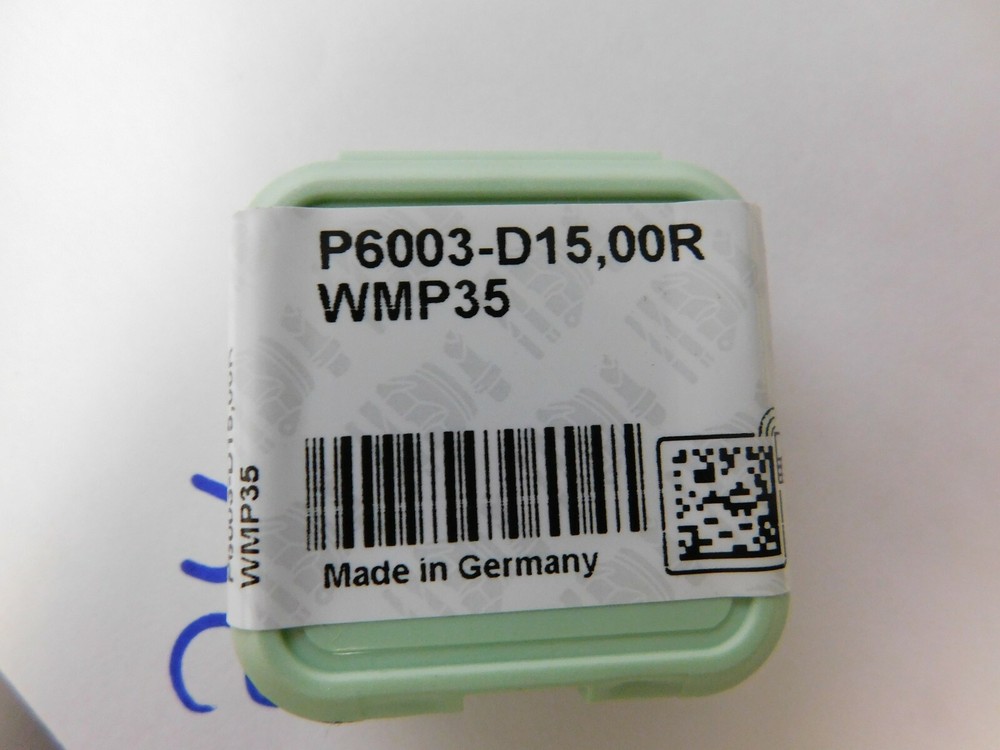 P6003-D15,00R
WMP35
Made in Germany
WMP35